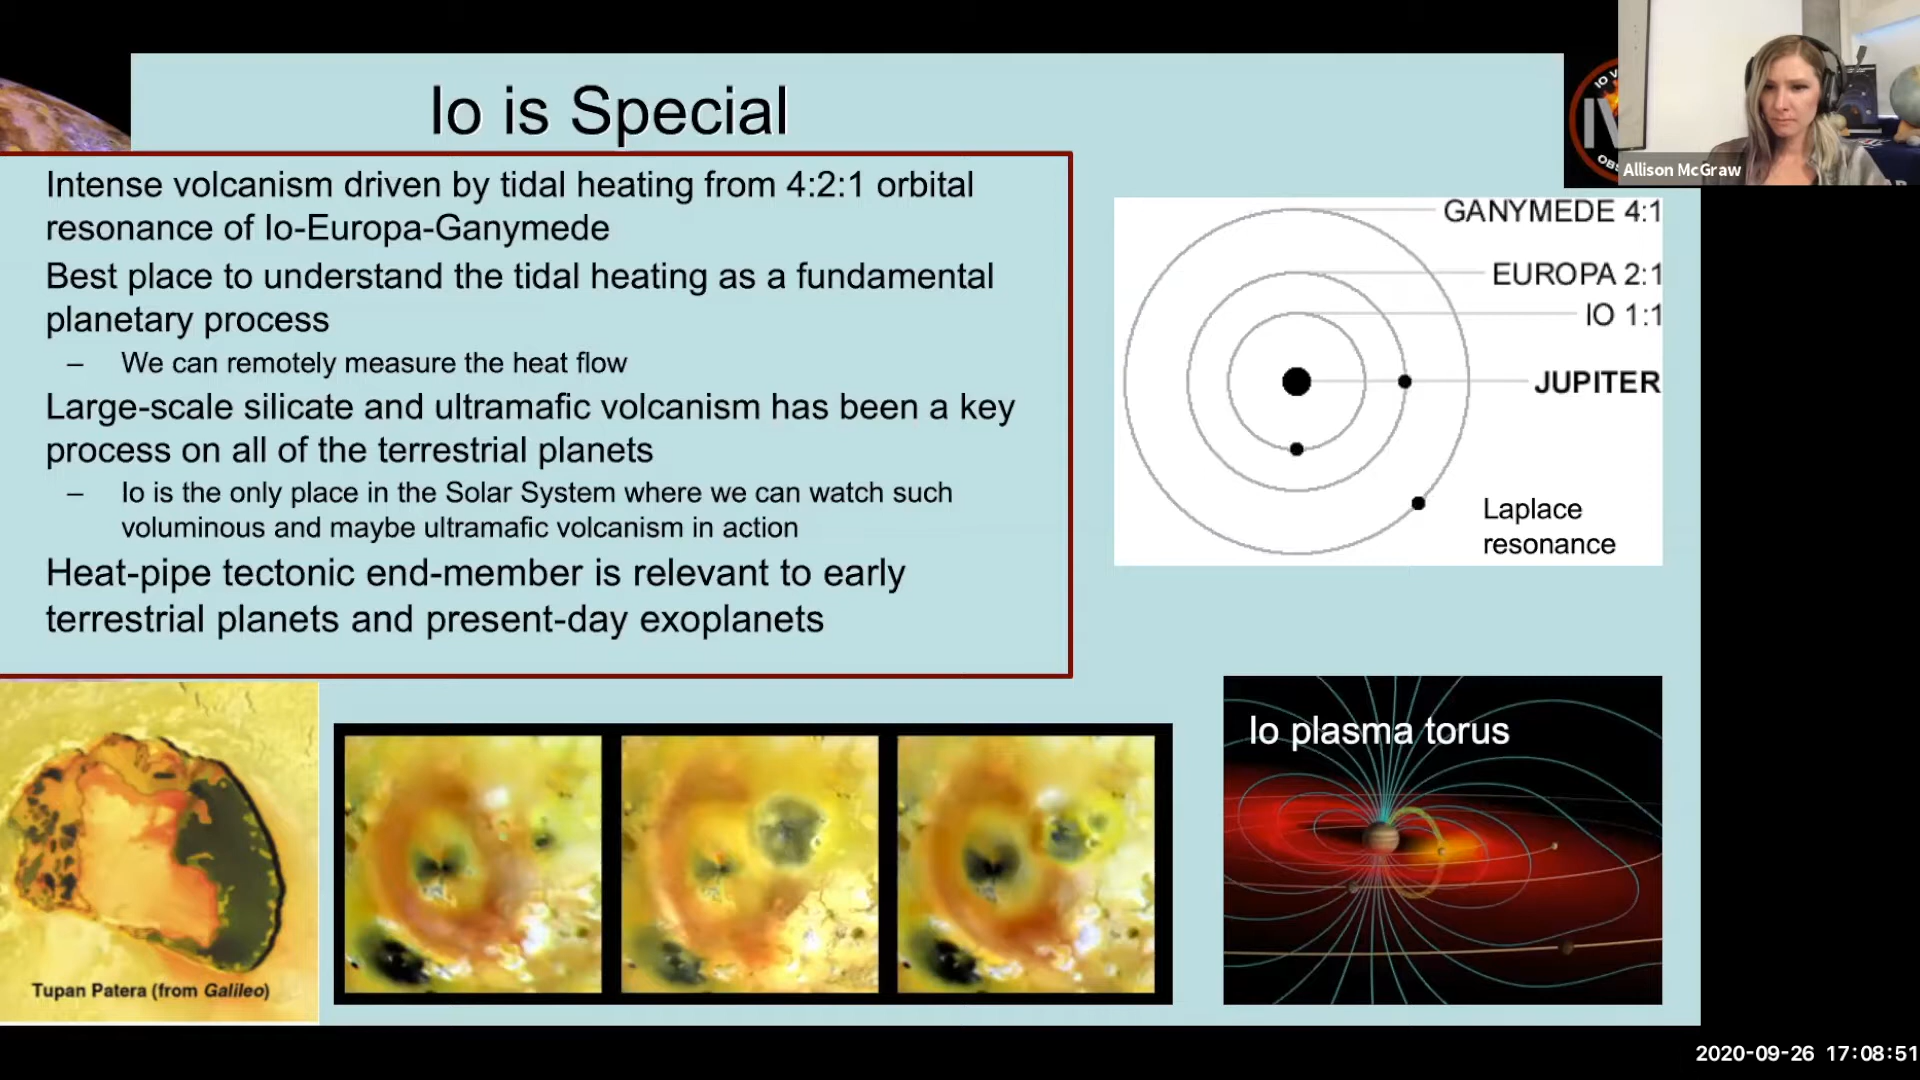 Io is Special
Intense volcanism driven by tidal heating from 4:2:1 orbital
resonance of Io-Europa-Ganymede
Best place to understand the tidal heating as a fundamental
planetary process
– We can remotely measure the heat flow
Large-scale silicate and ultramafic volcanism has been a key
process on all of the terrestrial planets
– Io is the only place in the Solar System where we can watch such
voluminous and maybe ultramafic volcanism in action
Heat-pipe tectonic end-member is relevant to early
terrestrial planets and present-day exoplanets
Allison McGraw
GANYMEDE 4:1
EUROPA 2:1
IO 1:1
JUPITER
Laplace
resonance
Tupan Patera (from Galileo)
Io plasma torus
2020-09-26 17:08:51